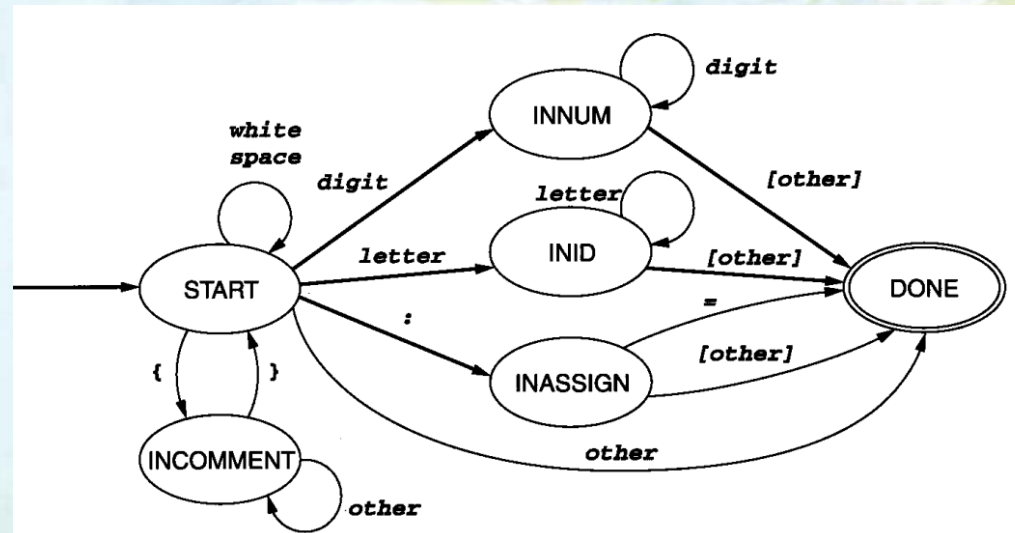 digit
INNUM
white
space
digit
[other]
letter
letter
INID
[other]
START
DONE
=
:
[other]
INASSIGN
{
}
INCOMMENT
other
other